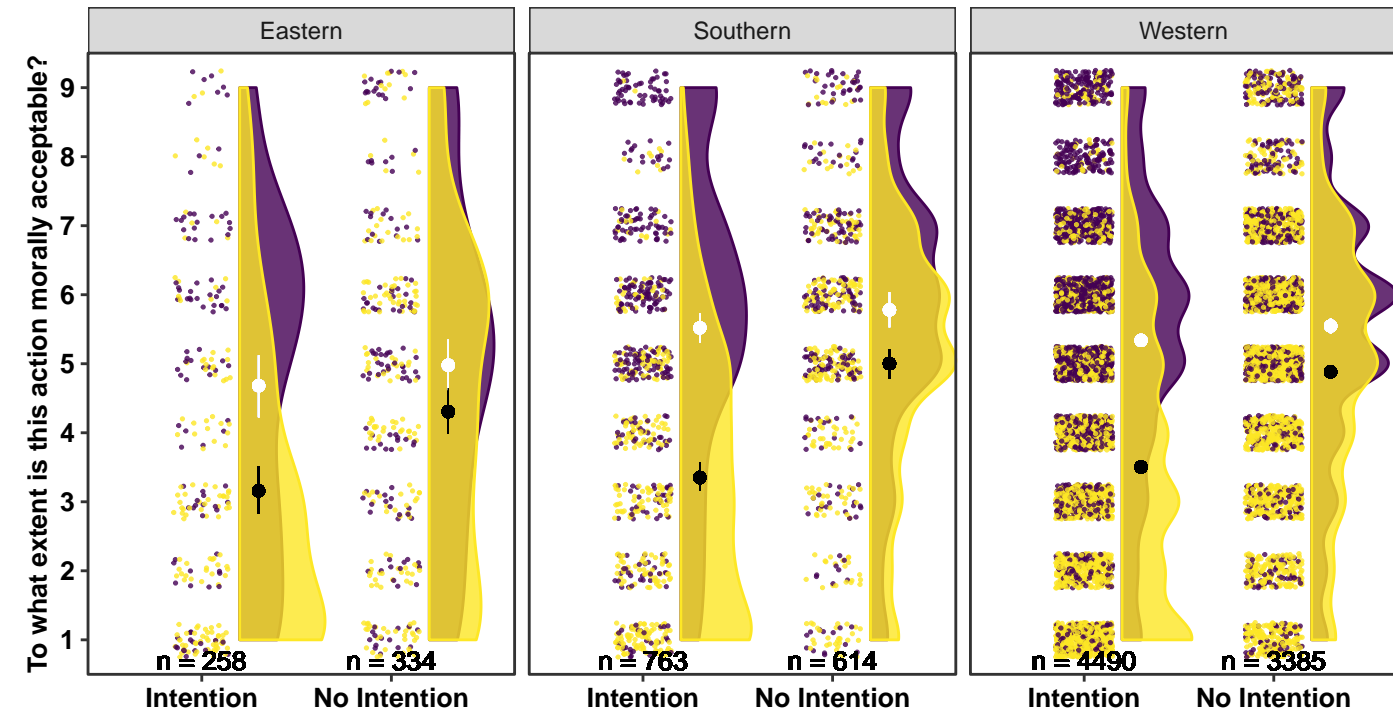 Eastern
Southern
Western
To what extent is this action morally acceptable?
9
8
7
6
5
4
3
2
1
n = 258
n = 334
n = 763
n = 614
n = 4490
n = 3385
Intention
No Intention
Intention
No Intention
Intention
No Intention